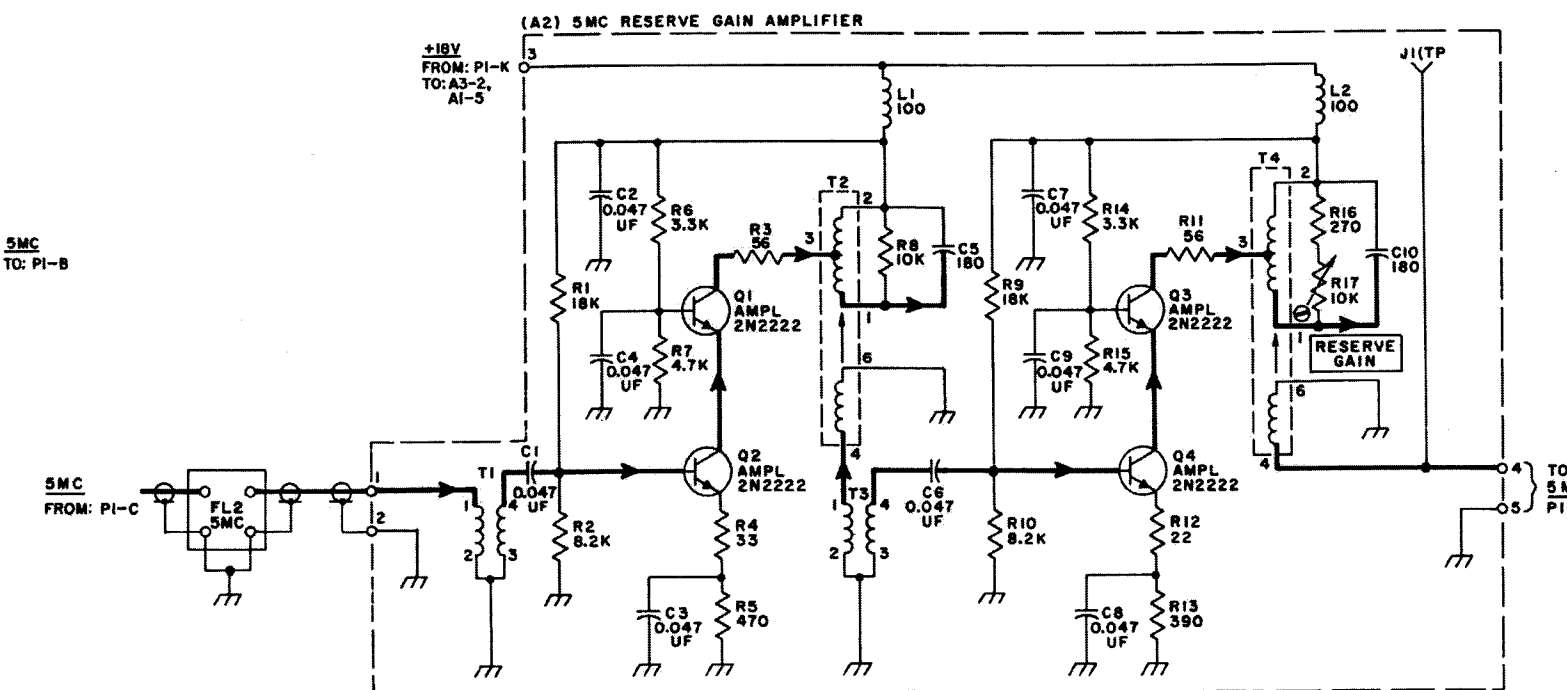 (A2) 5MC RESERVE GAIN AMPLIFIER
+18V
FROM: P1-K
TO: A3-2,
A1-5
3
J1(TP
L1
100
L2
100
T2
T4
2
2
C2
0.047
UF
R6
3.3K
R3
56
3
R8
10K
C5
180
C7
0.047
UF
R14
3.3K
R11
56
3
R16
270
C10
180
R17
10K
5MC
TO: P1-B
R1
18K
Q1
AMPL
2N2222
1
R9
18K
Q3
AMPL
2N2222
1
RESERVE
GAIN
C4
0.047
UF
R7
4.7K
6
C9
0.047
UF
R15
4.7K
6
5MC
FROM: P1-C
FL2
5MC
1
2
T1
1
2
4
3
C1
0.047
UF
R2
8.2K
Q2
AMPL
2N2222
R4
33
C3
0.047
UF
R5
470
4
T3
1
2
4
3
C6
0.047
UF
R10
8.2K
Q4
AMPL
2N2222
R12
22
C8
0.047
UF
R13
390
4
4
5
TO
5M
P1